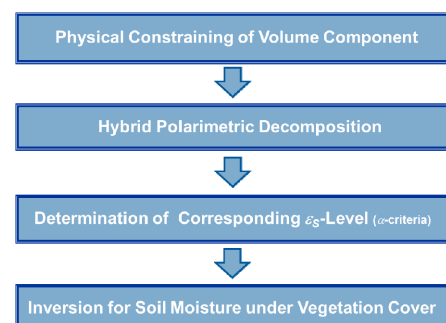 Physical Constraining of Volume Component
Hybrid Polarimetric Decomposition
Determination of Corresponding εS-Level (α-criteria)
Inversion for Soil Moisture under Vegetation Cover